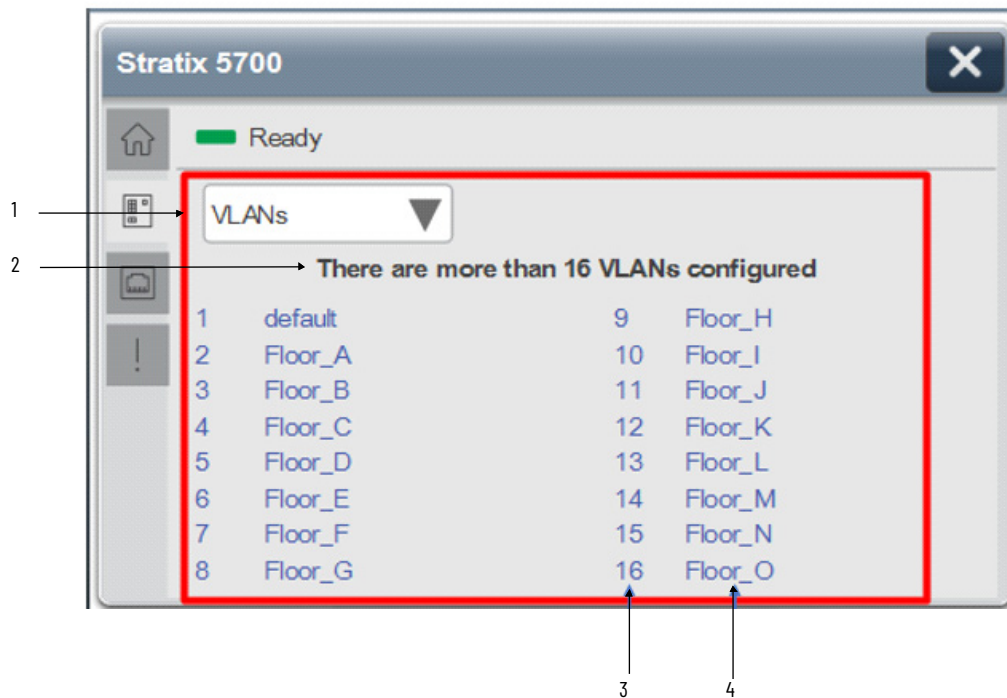 Stratix 5700
Ready
1
VLANs
2
There are more than 16 VLANs configured
1 default 9 Floor_H
2 Floor_A 10 Floor_I
3 Floor_B 11 Floor_J
4 Floor_C 12 Floor_K
5 Floor_D 13 Floor_L
6 Floor_E 14 Floor_M
7 Floor_F 15 Floor_N
8 Floor_G 16 Floor_O
3 4